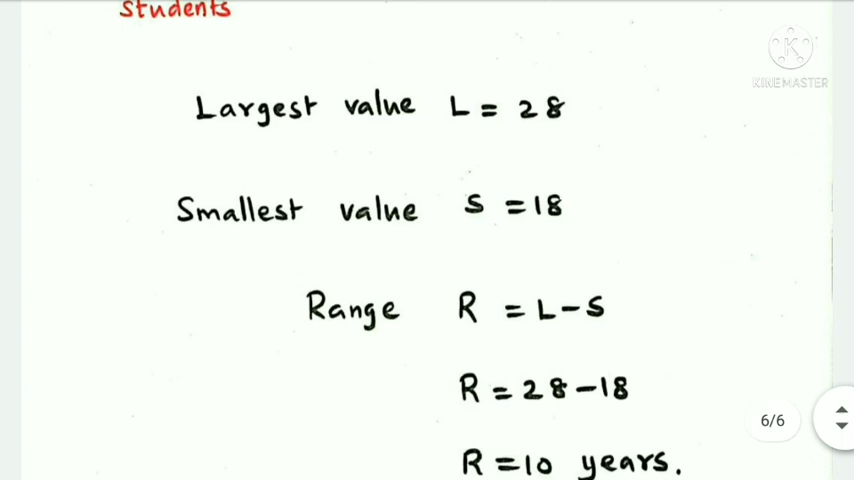 students
KINEMASTER
Largest value L = 28
Smallest value S = 18
Range R = L - S
R = 28 - 18
6/6
R = 10 years.